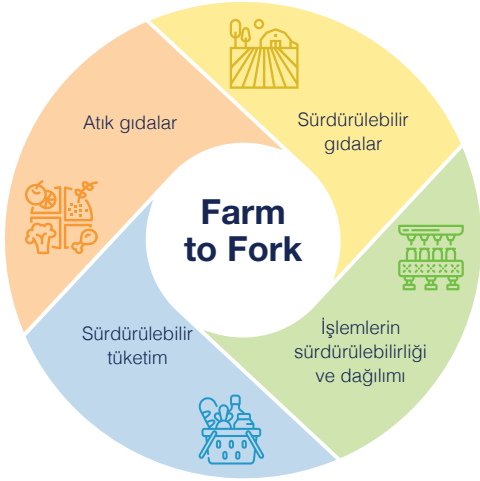 Atık gıdalar
Sürdürülebilir
gıdalar
Farm
to Fork
Sürdürülebilir
tüketim
İşlemlerin
sürdürülebilirliği
ve dağılımı